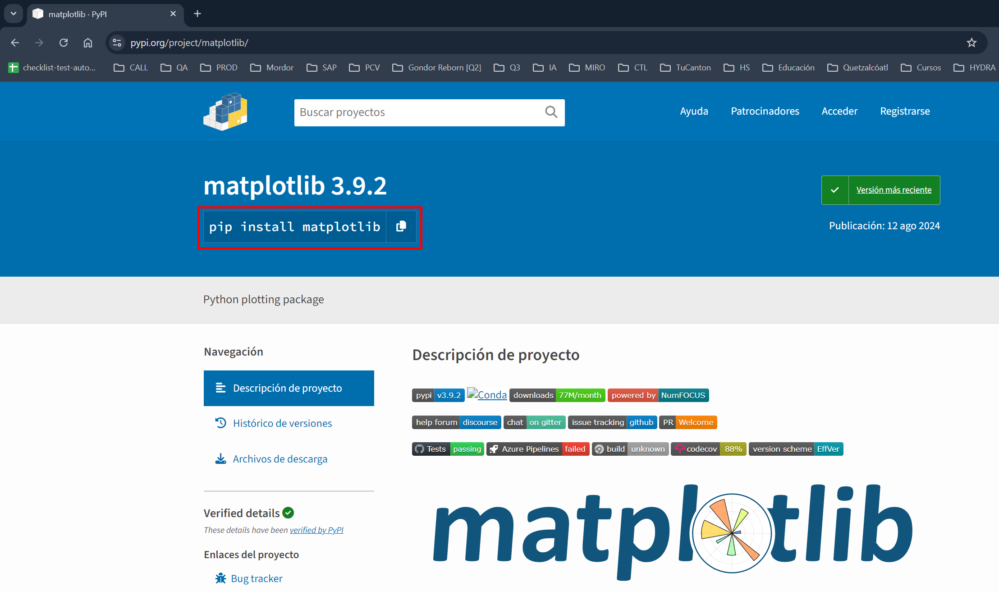 matplotlib · PyPI
pypi.org/project/matplotlib/
checklist-test-auto... CALL QA PROD Mordor SAP PCV Gondor Reborn [Q2] Q3 IA MIRO CTL TuCanton HS Educación Quetzalcóatl Cursos HYDRA
Buscar proyectos
Ayuda Patrocinadores Acceder Registrarse
matplotlib 3.9.2
pip install matplotlib
Versión más reciente
Publicación: 12 ago 2024
Python plotting package
Navegación
Descripción de proyecto
Histórico de versiones
Archivos de descarga
Verified details
These details have been verified by PyPI
Enlaces del proyecto
Bug tracker
Descripción de proyecto
pypi v3.9.2 Conda downloads 77M/month powered by NumFOCUS
help forum discourse chat on gitter issue tracking github PR Welcome
Tests passing Azure Pipelines failed build unknown codecov 88% version scheme EffVer
matplotlib